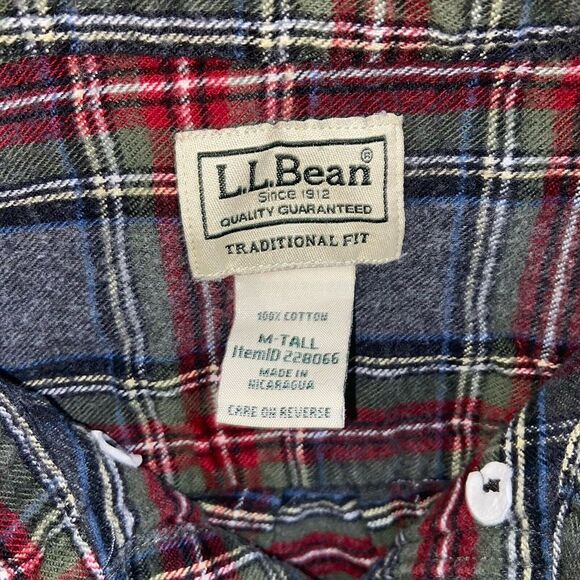 L.L.Bean®
Since 1912
QUALITY GUARANTEED
TRADITIONAL FIT
100% COTTON
M-TALL
ItemID 228066
MADE IN
NICARAGUA
CARE ON REVERSE